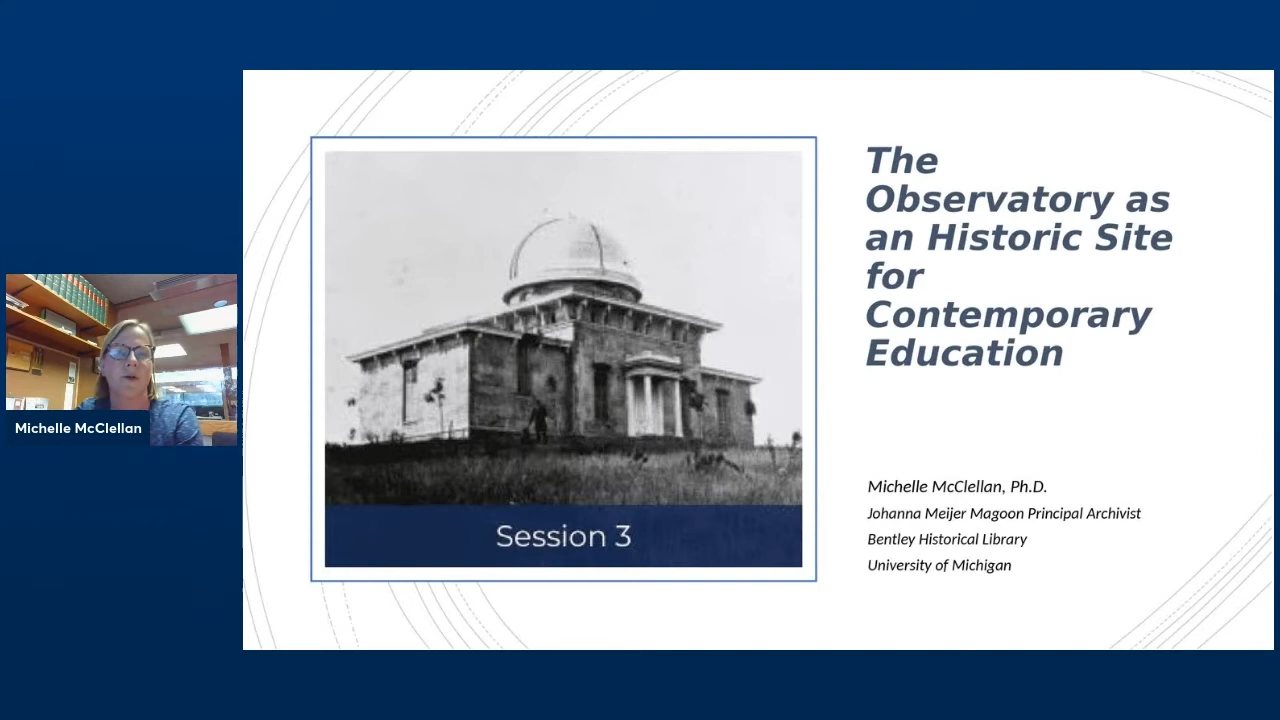 Michelle McClellan
Session 3
The
Observatory as
an Historic Site
for
Contemporary
Education
Michelle McClellan, Ph.D.
Johanna Meijer Magoon Principal Archivist
Bentley Historical Library
University of Michigan